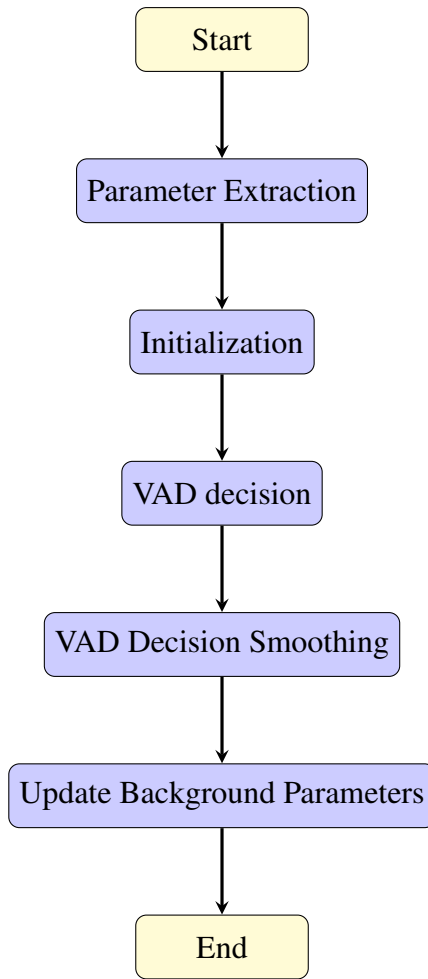 Start
Parameter Extraction
Initialization
VAD decision
VAD Decision Smoothing
Update Background Parameters
End